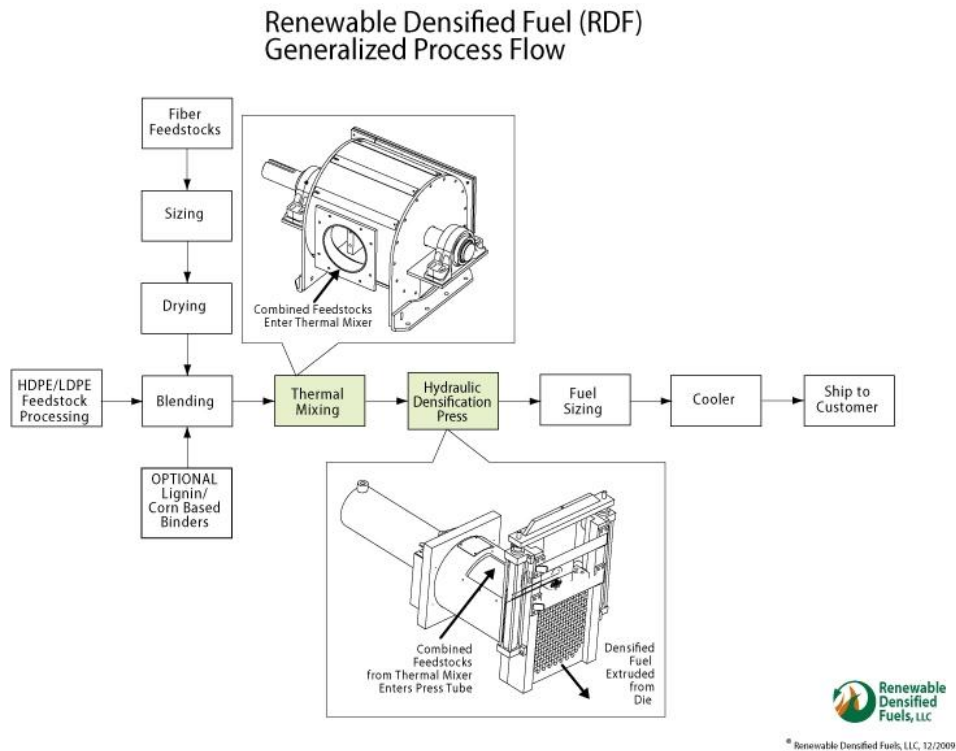 Renewable Densified Fuel (RDF)
Generalized Process Flow
Fiber
Feedstocks
Sizing
Drying
Combined Feedstocks
Enter Thermal Mixer
HDPE/LDPE
Feedstock
Processing
Blending
Thermal
Mixing
Hydraulic
Densification
Press
Fuel
Sizing
Cooler
Ship to
Customer
OPTIONAL
Lignin/
Corn Based
Binders
Combined
Feedstocks
from Thermal Mixer
Enters Press Tube
Densified
Fuel
Extruded
from
Die
Renewable
Densified
Fuels, LLC
© Renewable Densified Fuels, LLC, 12/2009